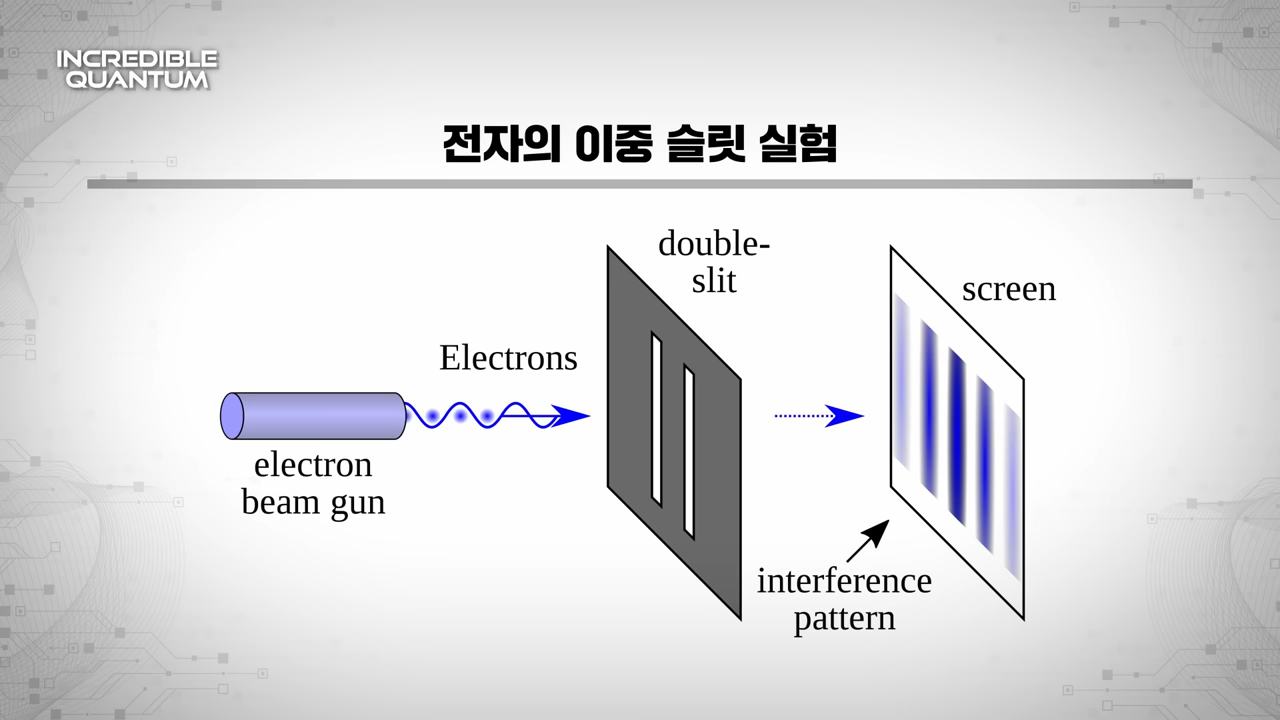 INCREDIBLE
QUANTUM
전자의 이중 슬릿 실험
double-
slit
screen
Electrons
electron
beam gun
interference
pattern